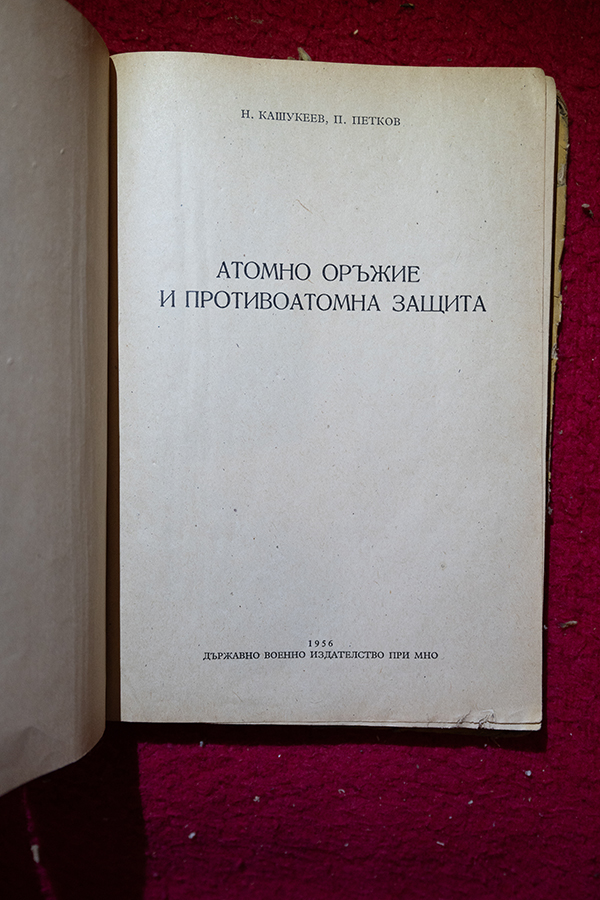 Н. КАШУКЕЕВ, П. ПЕТКОВ
АТОМНО ОРЪЖИЕ
И ПРОТИВОАТОМНА ЗАЩИТА
1956
ДЪРЖАВНО ВОЕННО ИЗДАТЕЛСТВО ПРИ МНО